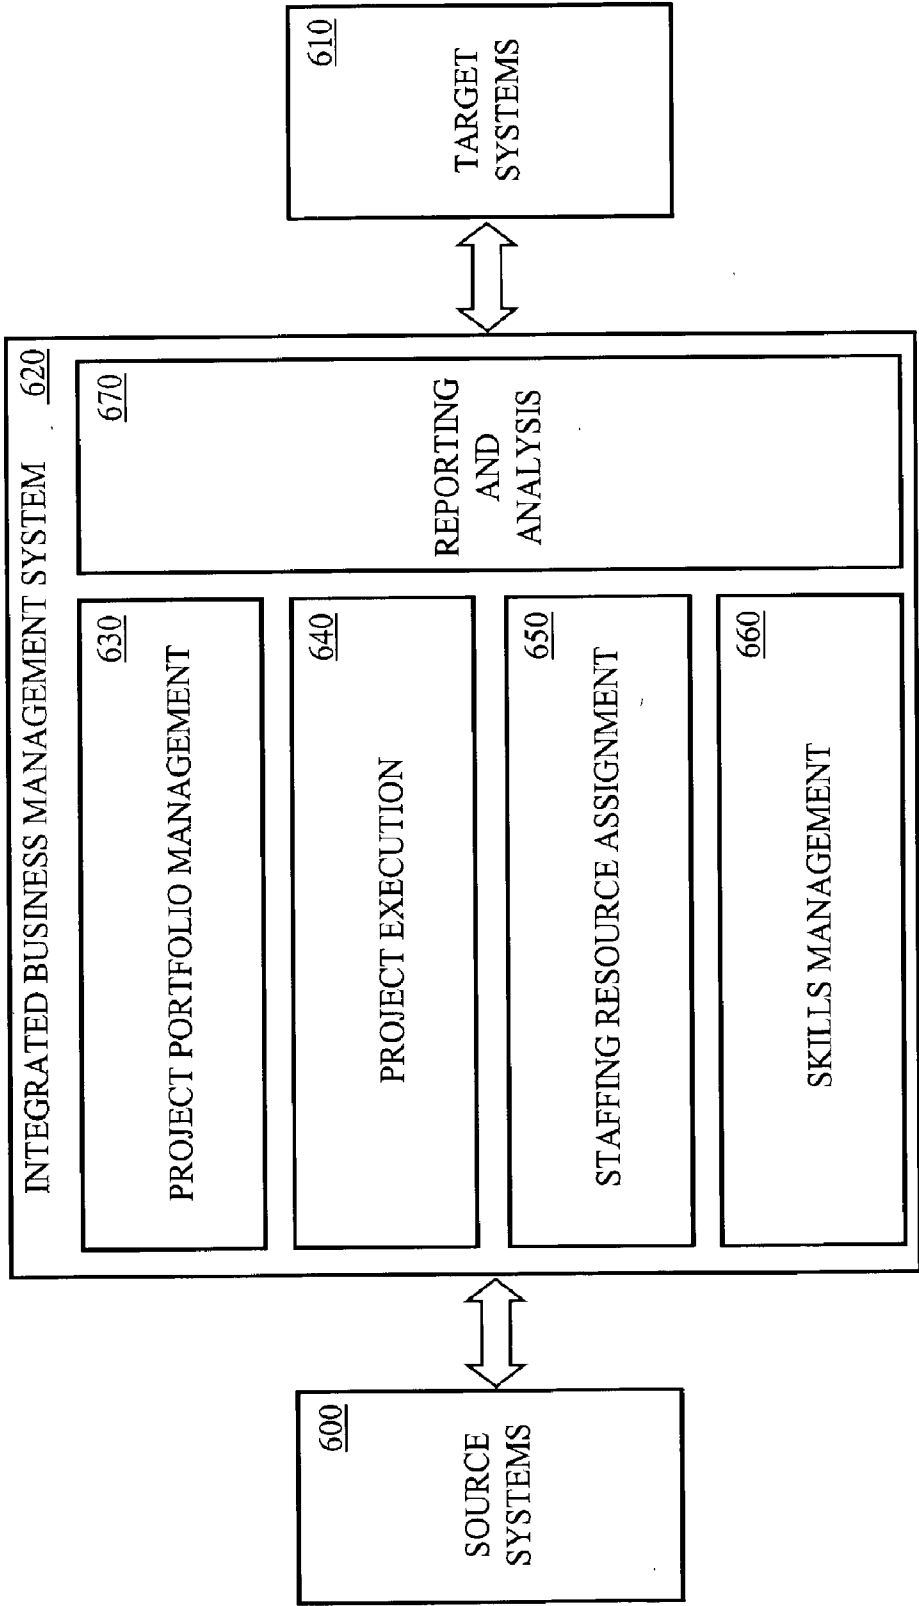 INTEGRATED BUSINESS MANAGEMENT SYSTEM 620
600
SOURCE
SYSTEMS
630
PROJECT PORTFOLIO MANAGEMENT
640
PROJECT EXECUTION
650
STAFFING RESOURCE ASSIGNMENT
660
SKILLS MANAGEMENT
670
REPORTING
AND
ANALYSIS
610
TARGET
SYSTEMS